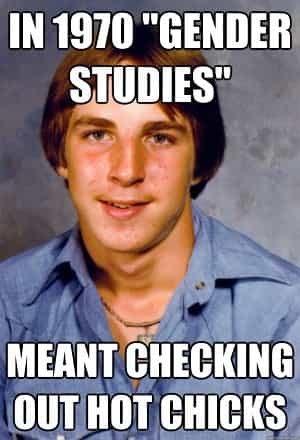 IN 1970 "GENDER
STUDIES"
MEANT CHECKING
OUT HOT CHICKS